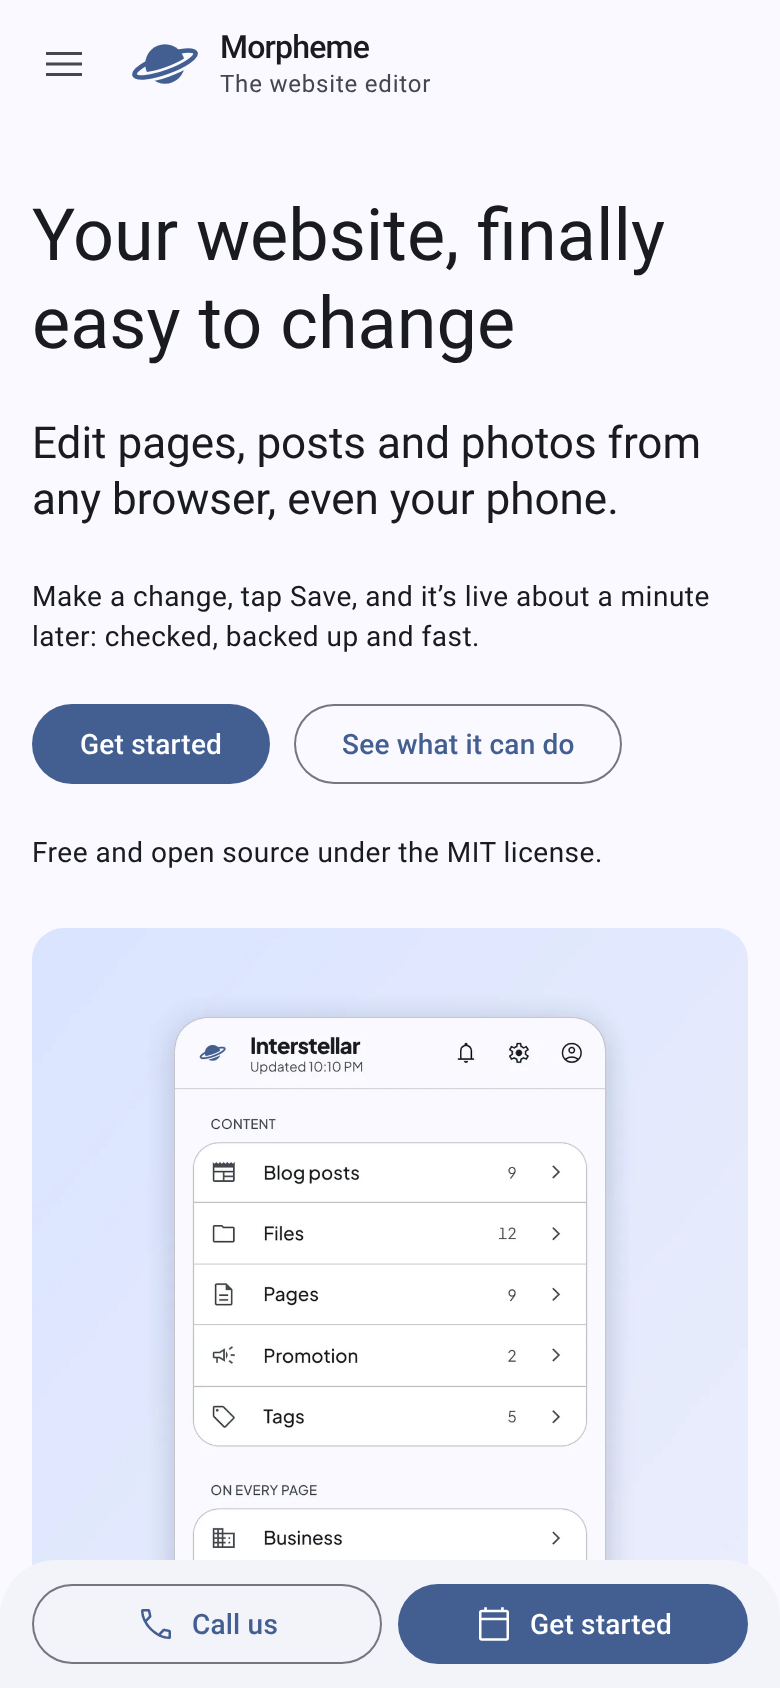 Morpheme
The website editor
Your website, finally
easy to change
Edit pages, posts and photos from
any browser, even your phone.
Make a change, tap Save, and it’s live about a minute
later: checked, backed up and fast.
Get started
See what it can do
Free and open source under the MIT license.
Interstellar
Updated 10:10 PM
CONTENT
Blog posts 9
Files 12
Pages 9
Promotion 2
Tags 5
ON EVERY PAGE
Business
Call us
Get started